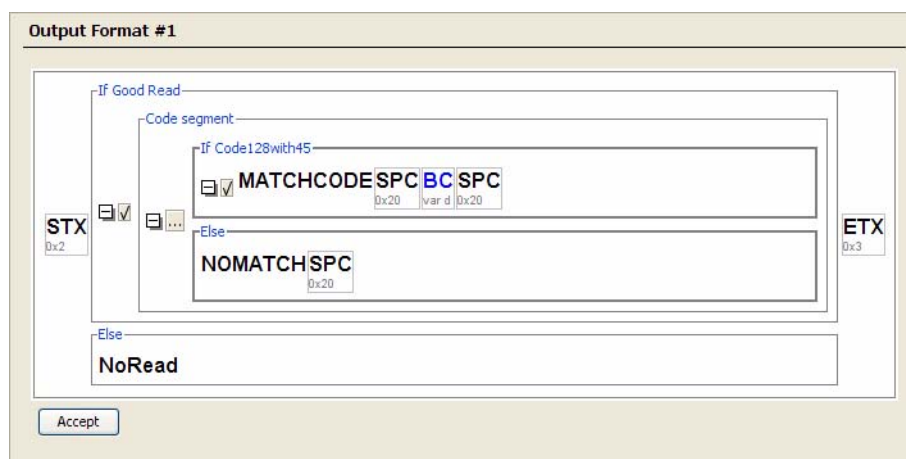 Output Format #1
If Good Read
Code segment
If Code128with45
MATCHCODE SPC BC SPC
0x20 var d 0x20
STX
0x2
...
Else
NOMATCH SPC
0x20
ETX
0x3
Else
NoRead
Accept